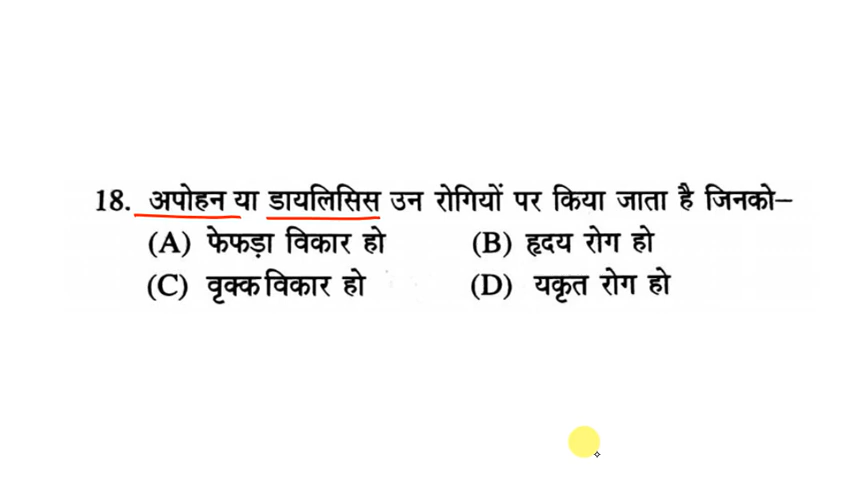 18. अपोहन या डायलिसिस उन रोगियों पर किया जाता है जिनको–
(A) फेफड़ा विकार हो (B) हृदय रोग हो
(C) वृक्क विकार हो (D) यकृत रोग हो